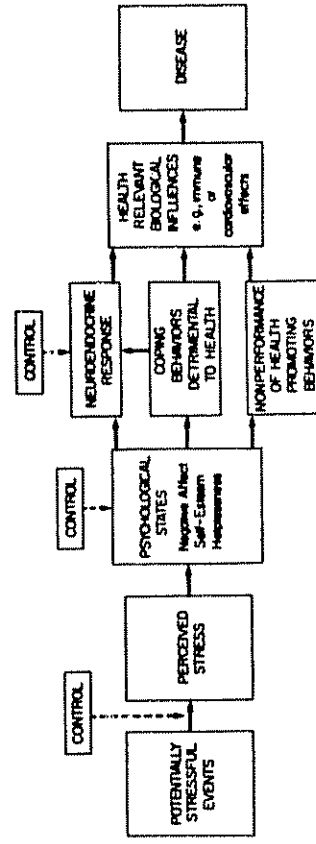 CONTROL
CONTROL
CONTROL
POTENTIALLY
STRESSFUL
EVENTS
PERCEIVED
STRESS
PSYCHOLOGICAL
STATES
Negative Affect
Self-Esteem
Helplessness
NEUROENDOCRINE
RESPONSE
COPING
BEHAVIORS
DETRIMENTAL
TO HEALTH
NONPERFORMANCE
OF HEALTH
PROMOTING
BEHAVIORS
HEALTH
RELEVANT
BIOLOGICAL
INFLUENCES
e.g., immune
or
cardiovascular
effects
DISEASE